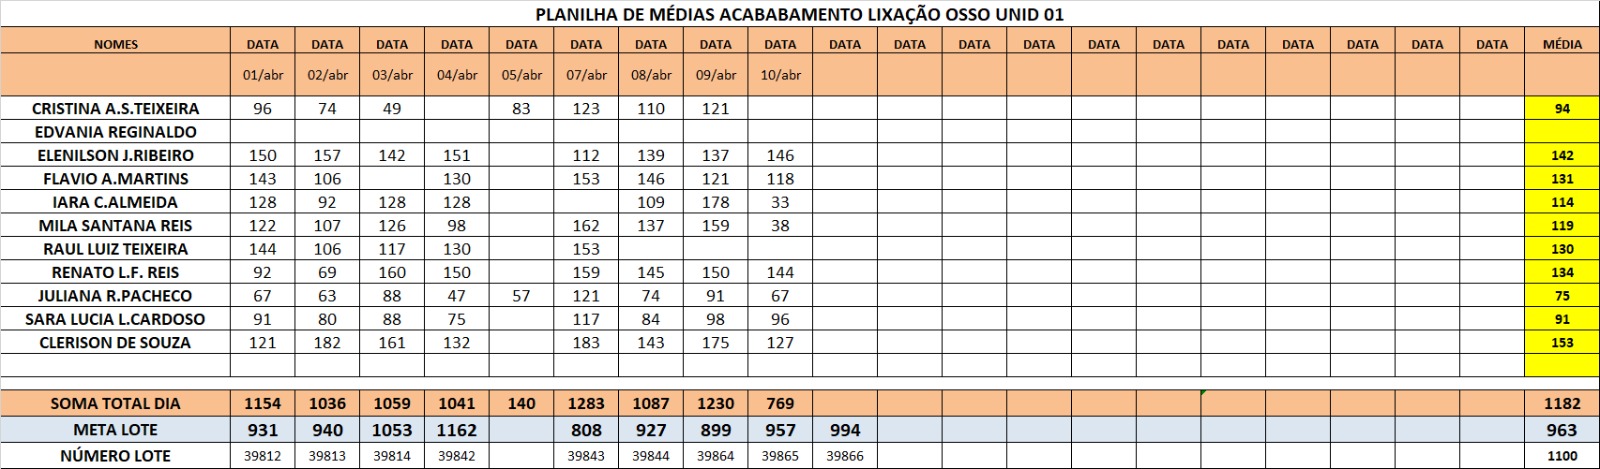 PLANILHA DE MÉDIAS ACABABAMENTO LIXAÇÃO OSSO UNID 01
NOMES DATA DATA DATA DATA DATA DATA DATA DATA DATA DATA DATA DATA DATA DATA DATA DATA DATA DATA DATA DATA MÉDIA
01/abr 02/abr 03/abr 04/abr 05/abr 07/abr 08/abr 09/abr 10/abr
CRISTINA A.S.TEIXEIRA 96 74 49 83 123 110 121 94
EDVANIA REGINALDO
ELENILSON J.RIBEIRO 150 157 142 151 112 139 137 146 142
FLAVIO A.MARTINS 143 106 130 153 146 121 118 131
IARA C.ALMEIDA 128 92 128 128 109 178 33 114
MILA SANTANA REIS 122 107 126 98 162 137 159 38 119
RAUL LUIZ TEIXEIRA 144 106 117 130 153 130
RENATO L.F. REIS 92 69 160 150 159 145 150 144 134
JULIANA R.PACHECO 67 63 88 47 57 121 74 91 67 75
SARA LUCIA L.CARDOSO 91 80 88 75 117 84 98 96 91
CLERISON DE SOUZA 121 182 161 132 183 143 175 127 153
SOMA TOTAL DIA 1154 1036 1059 1041 140 1283 1087 1230 769 1182
META LOTE 931 940 1053 1162 808 927 899 957 994 963
NÚMERO LOTE 39812 39813 39814 39842 39843 39844 39864 39865 39866 1100